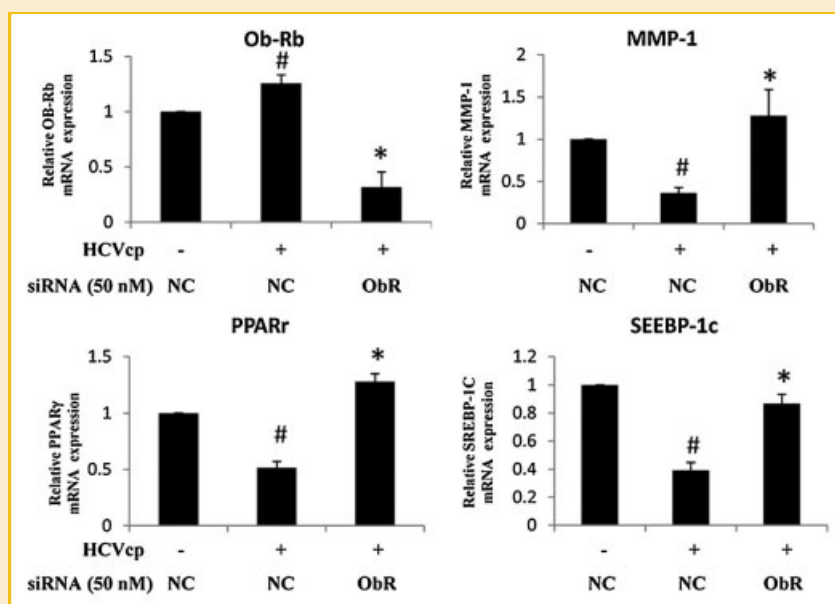 Ob-Rb
Relative OB-Rb
mRNA expression
1.5
1
0.5
0
#
*
HCVcp - + +
siRNA (50 nM) NC NC ObR
MMP-1
Relative MMP-1
mRNA expression
2
1.5
1
0.5
0
#
*
- + +
NC NC ObR
PPARr
Relative PPARγ
mRNA expression
1.5
1
0.5
0
#
*
HCVcp - + +
siRNA (50 nM) NC NC ObR
SEEBP-1c
Relative SREBP-1C
mRNA expression
1.2
1
0.8
0.6
0.4
0.2
0
#
*
- + +
NC NC ObR